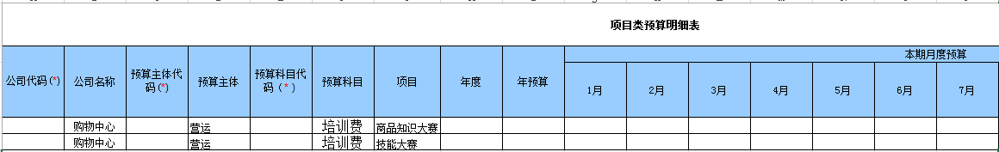 项目类预算明细表
公司代码(*)
公司名称
预算主体代
码(*)
预算主体
预算科目代
码（*）
预算科目
项目
年度
年预算
本期月度预算
1月
2月
3月
4月
5月
6月
7月
购物中心
营运
培训费
商品知识大赛
购物中心
营运
培训费
技能大赛